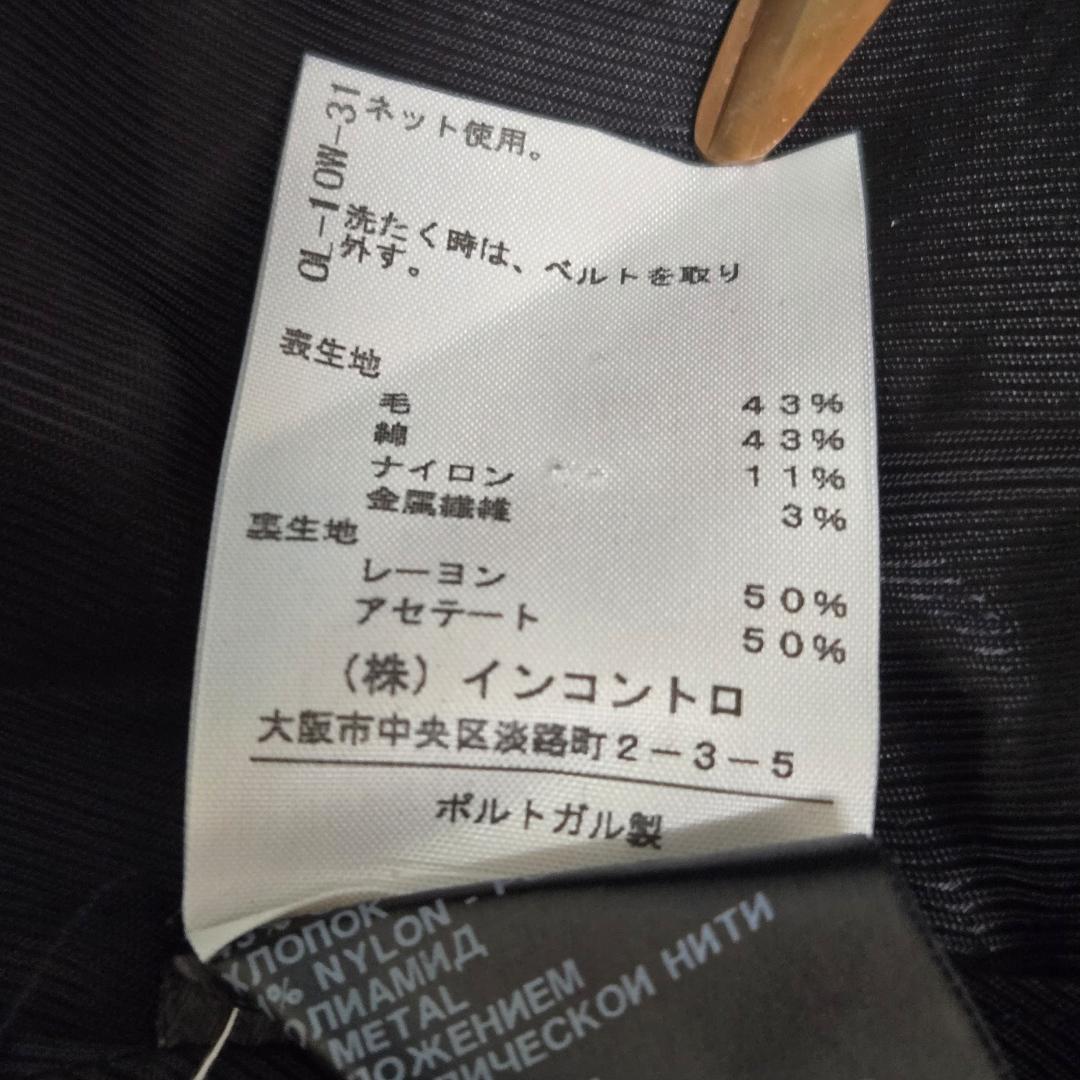 OL-10W-31
ネット使用。
洗たく時は、ベルトを取り
外す。
表生地
毛 43%
綿 43%
ナイロン 11%
金属繊維 3%
裏生地
レーヨン 50%
アセテート 50%
（株）インコントロ
大阪市中央区淡路町2-3-5
ポルトガル製
ХЛОПОК
% NYLON -
METAL
НИТИ